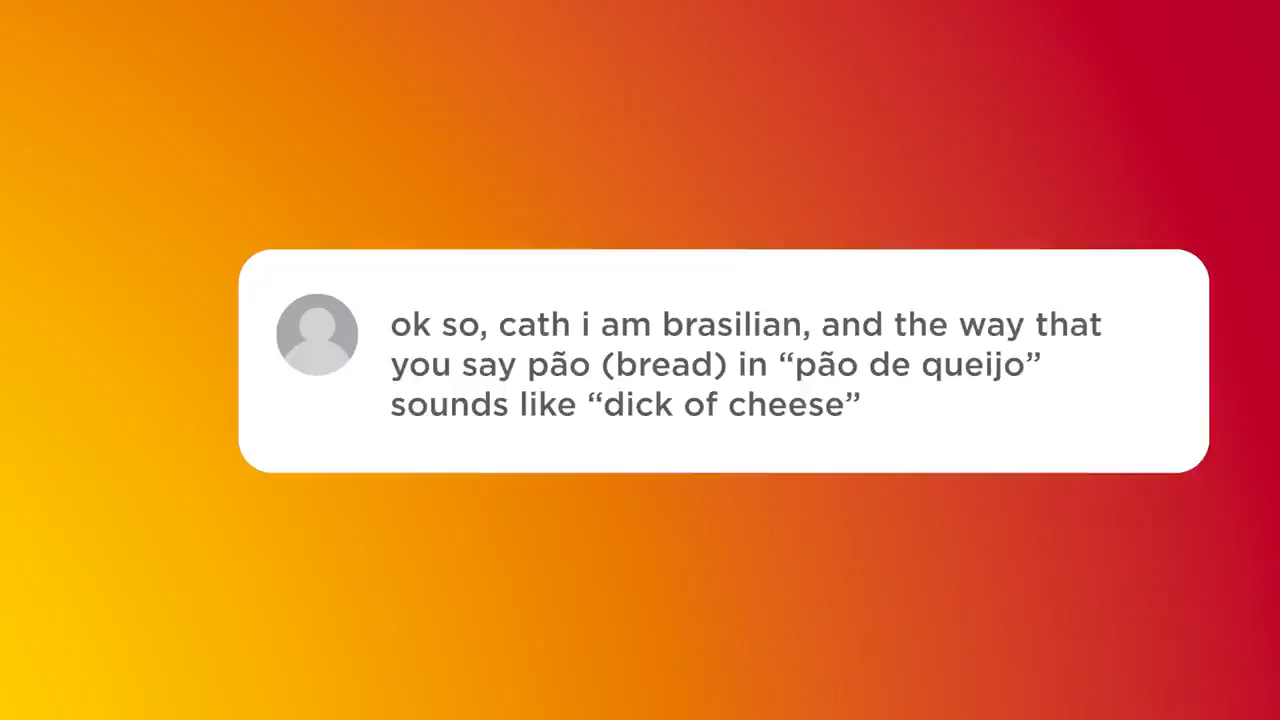 ok so, cath i am brasilian, and the way that
you say pão (bread) in “pão de queijo”
sounds like “dick of cheese”